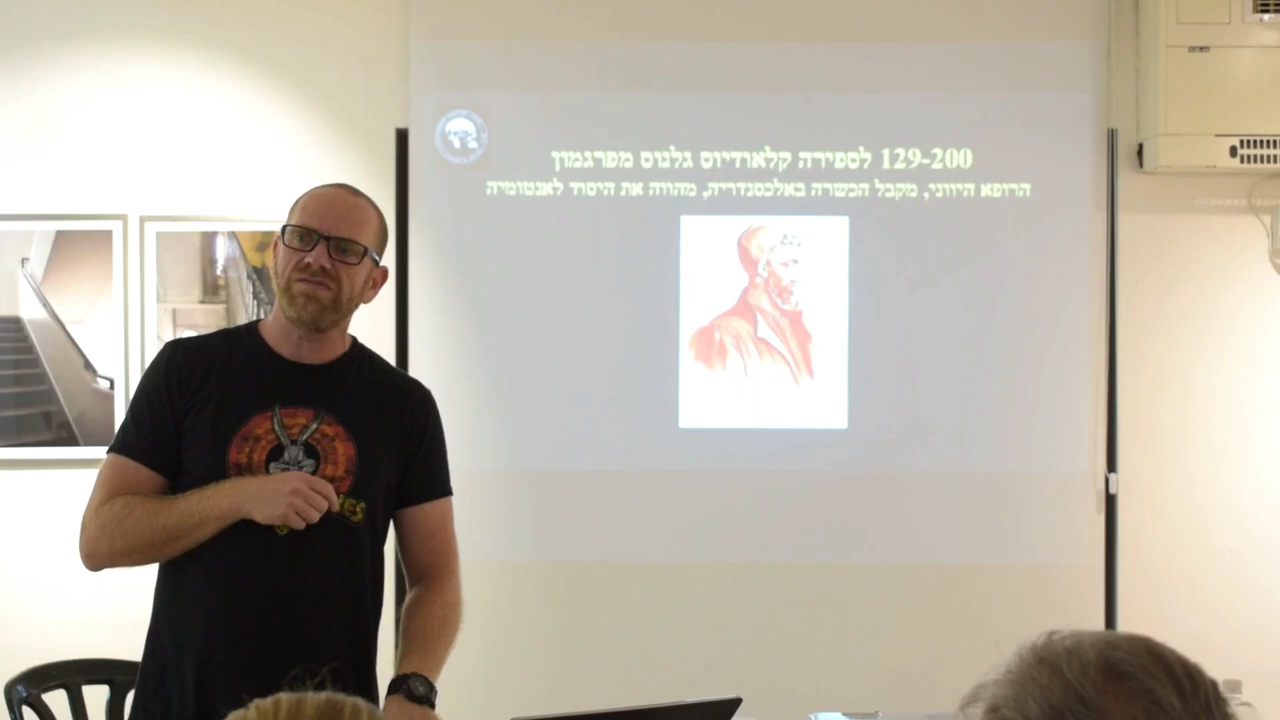 129-200 לספירה קלאודיוס גלנוס מפרגמון
הרופא היווני, מקבל הכשרה באלכסנדריה, מהווה את היסוד לאנטומיה